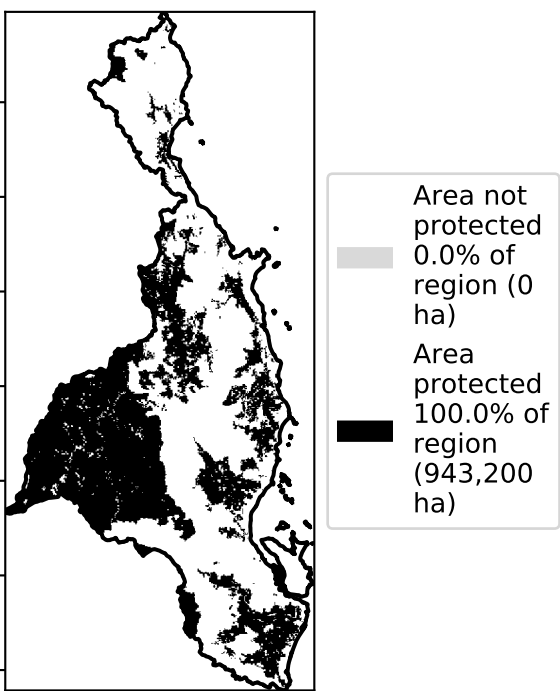 Area not
protected
0.0% of
region (0
ha)
Area
protected
100.0% of
region
(943,200
ha)